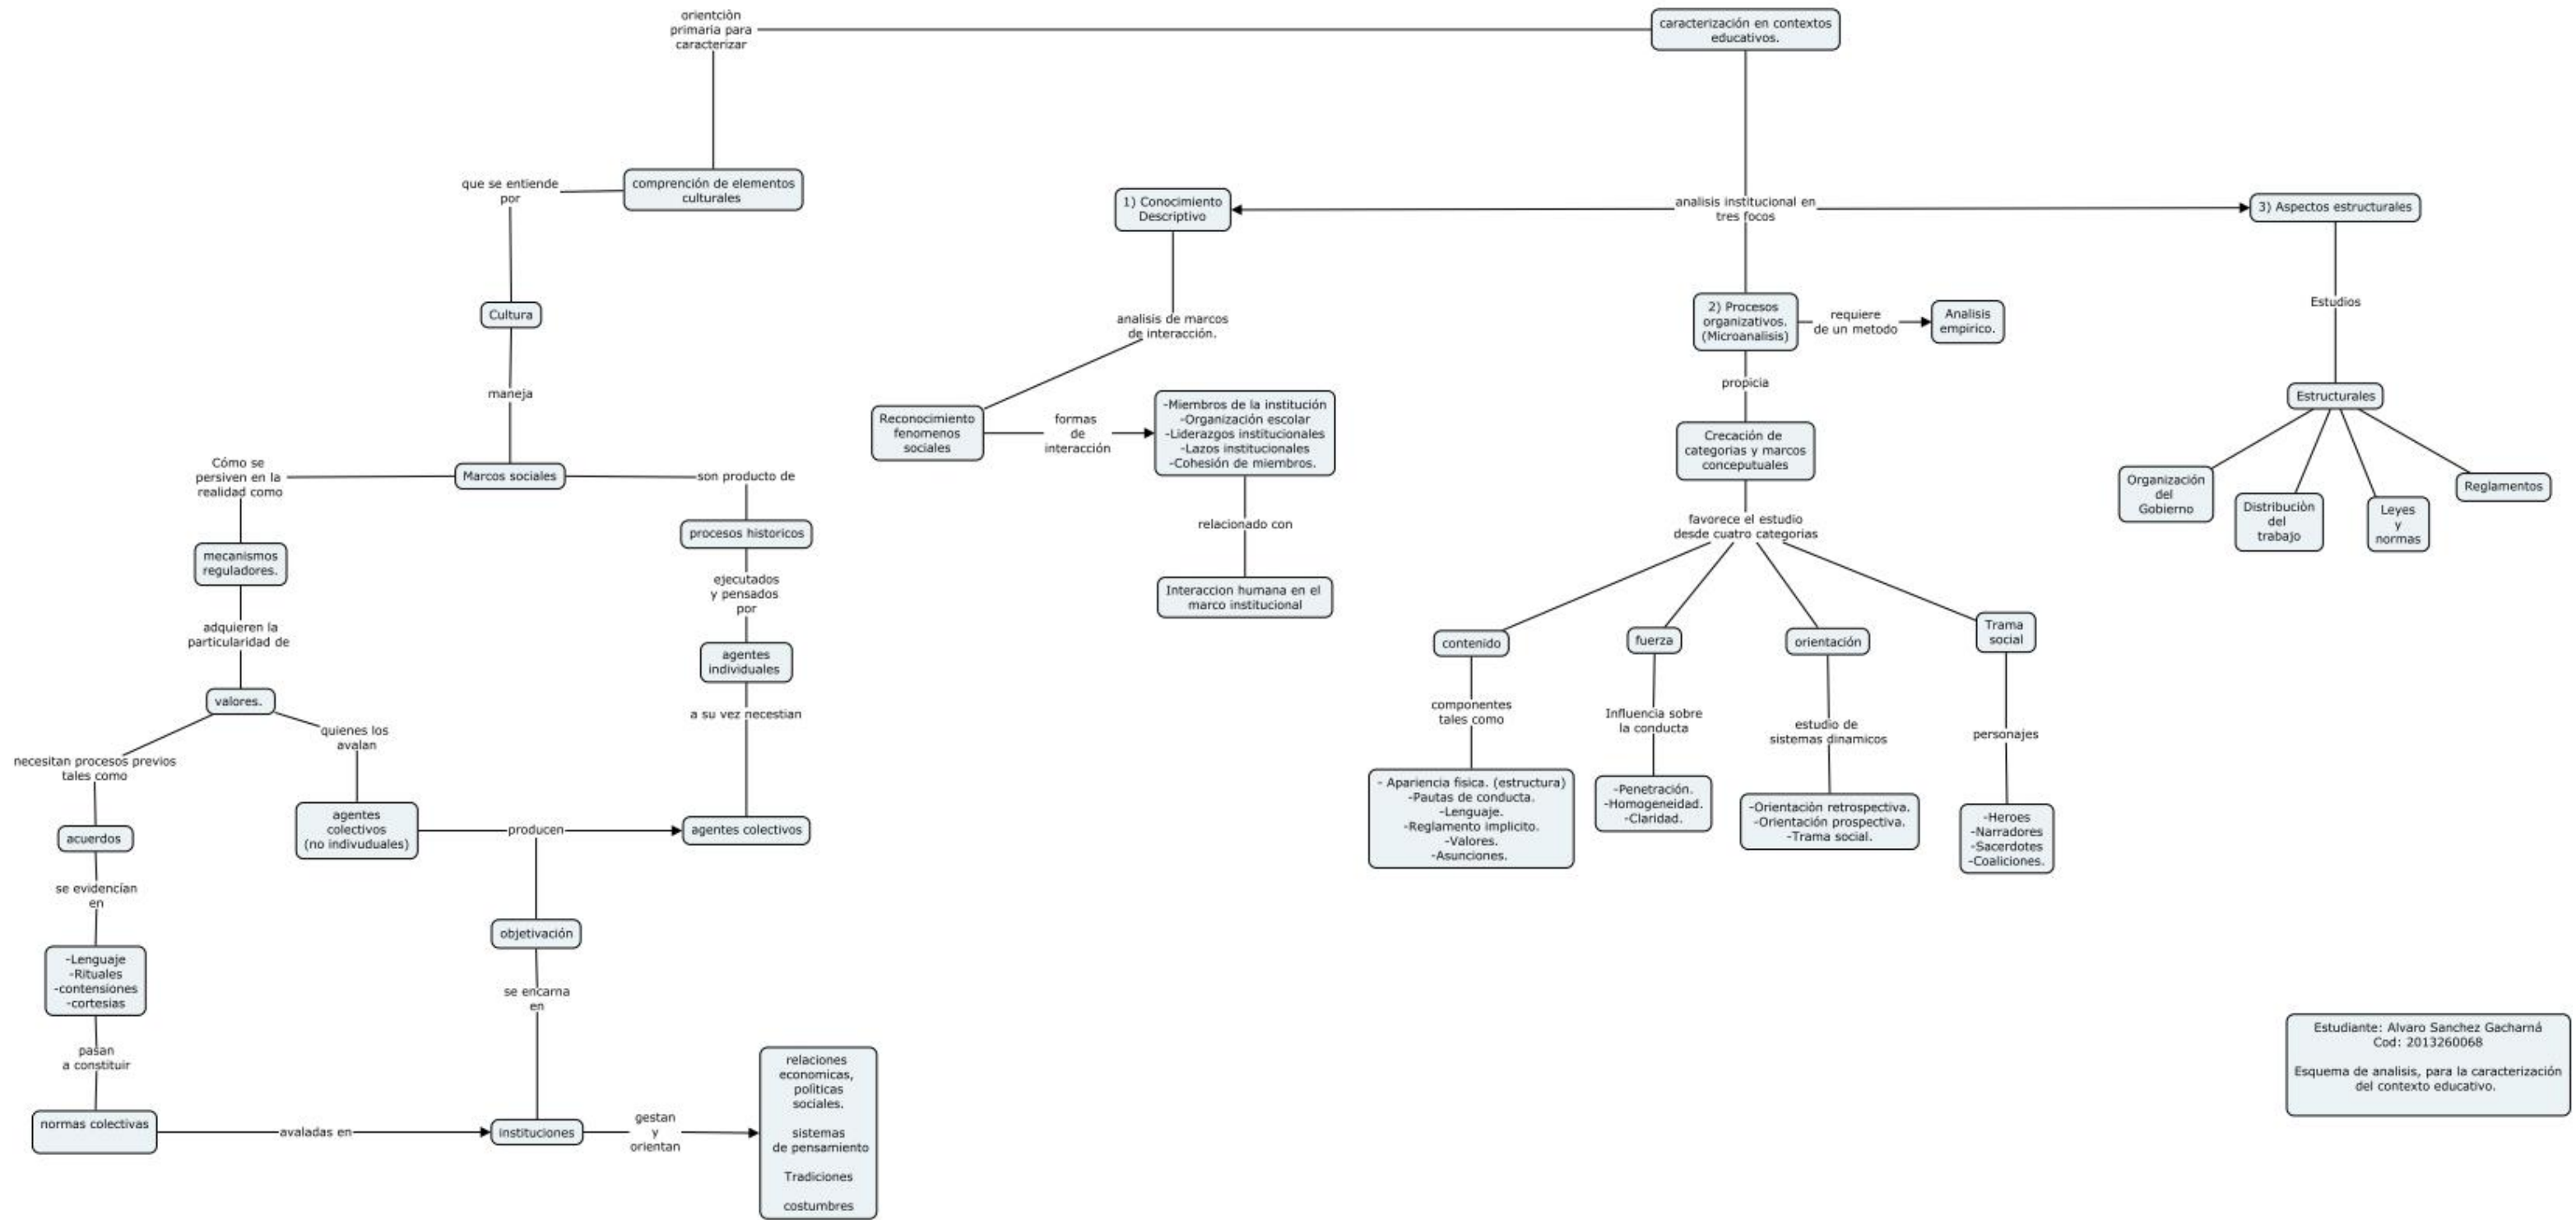 orientciòn
primaria para
caracterizar
caracterización en contextos
educativos.
que se entiende
por
comprención de elementos
culturales
1) Conocimiento
Descriptivo
analisis institucional en
tres focos
3) Aspectos estructurales
Cultura
analisis de marcos
de interacción.
2) Procesos
organizativos.
(Microanalisis)
requiere
de un metodo
Analisis
empirico.
Estudios
maneja
propicia
Estructurales
Reconocimiento
fenomenos
sociales
formas
de
interacción
-Miembros de la institución
-Organización escolar
-Liderazgos institucionales
-Lazos institucionales
-Cohesión de miembros.
Crecación de
categorias y marcos
conceputuales
Cómo se
persiven en la
realidad como
Marcos sociales
son producto de
Organización
del
Gobierno
Distribuciòn
del
trabajo
Leyes
y
normas
Reglamentos
procesos historicos
relacionado con
favorece el estudio
desde cuatro categorias
mecanismos
reguladores.
ejecutados
y pensados
por
Interaccion humana en el
marco institucional
adquieren la
particularidad de
agentes
individuales
contenido
fuerza
orientación
Trama
social
valores.
a su vez necestian
componentes
tales como
Influencia sobre
la conducta
estudio de
sistemas dinamicos
personajes
quienes los
avalan
necesitan procesos previos
tales como
- Apariencia fisica. (estructura)
-Pautas de conducta.
-Lenguaje.
-Reglamento implicito.
-Valores.
-Asunciones.
-Penetración.
-Homogeneidad.
-Claridad.
-Orientaciòn retrospectiva.
-Orientación prospectiva.
-Trama social.
-Heroes
-Narradores
-Sacerdotes
-Coaliciones.
acuerdos
agentes
colectivos
(no indivuduales)
producen
agentes colectivos
se evidencían
en
objetivación
-Lenguaje
-Rituales
-contensiones
-cortesias
se encarna
en
pasan
a constituir
relaciones
economicas,
polìticas
sociales.
sistemas
de pensamiento
Tradiciones
costumbres
normas colectivas
avaladas en
instituciones
gestan
y
orientan
Estudiante: Alvaro Sanchez Gacharná
Cod: 2013260068
Esquema de analisis, para la caracterización
del contexto educativo.